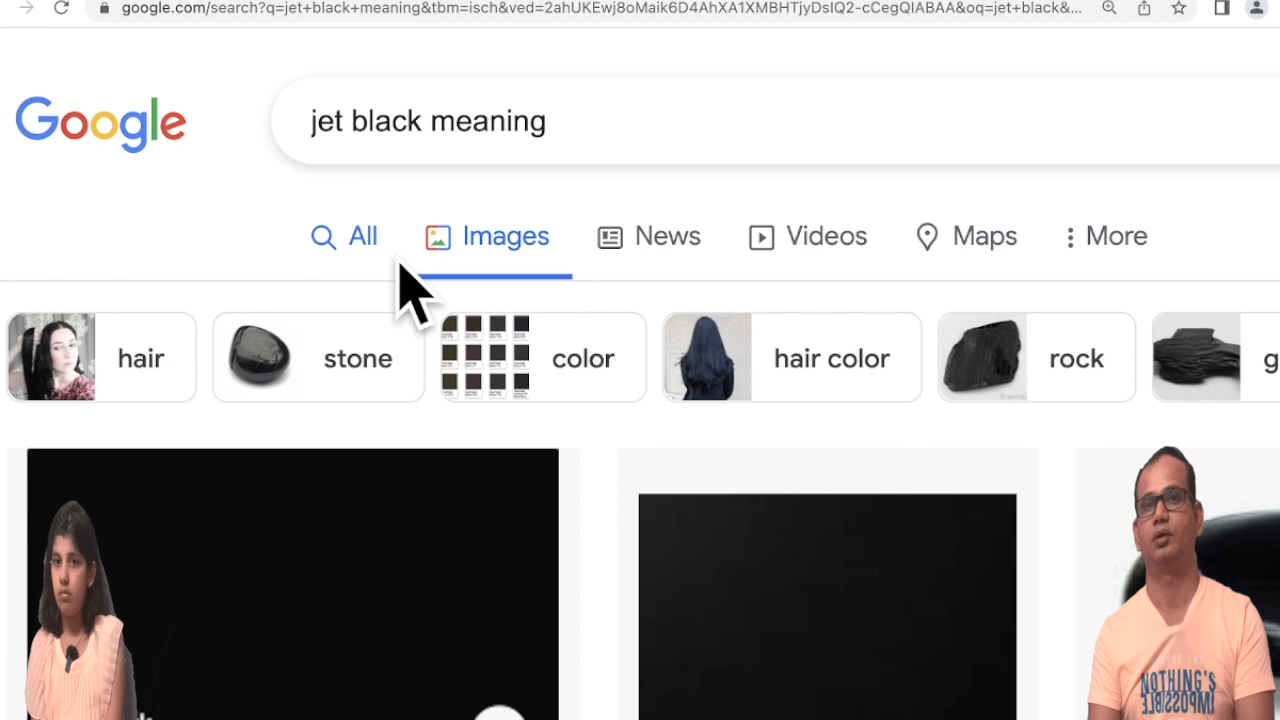 google.com/search?q=jet+black+meaning&tbm=isch&ved=2ahUKEwj8oMaik6D4AhXA1XMBHTjyDsIQ2-cCegQIABAA&oq=jet+black&...
Google
jet black meaning
All Images News Videos Maps More
hair stone color hair color rock g
NOTHING'S
IMPOSSIBLE